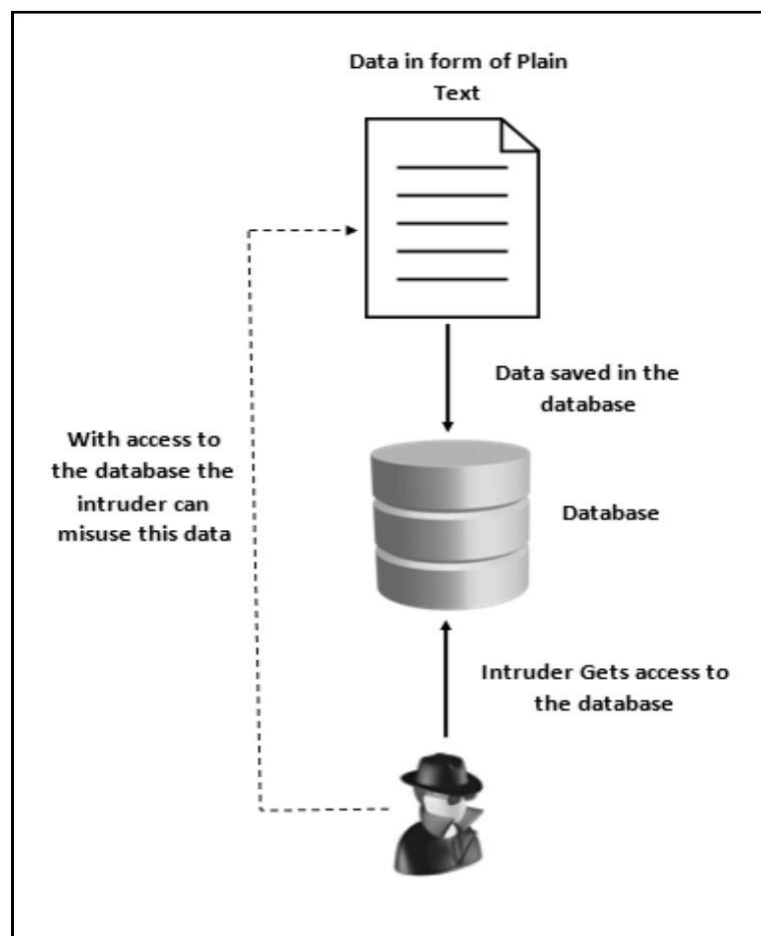 Data in form of Plain
Text
Data saved in the
database
With access to
the database the
intruder can
misuse this data
Database
Intruder Gets access to
the database